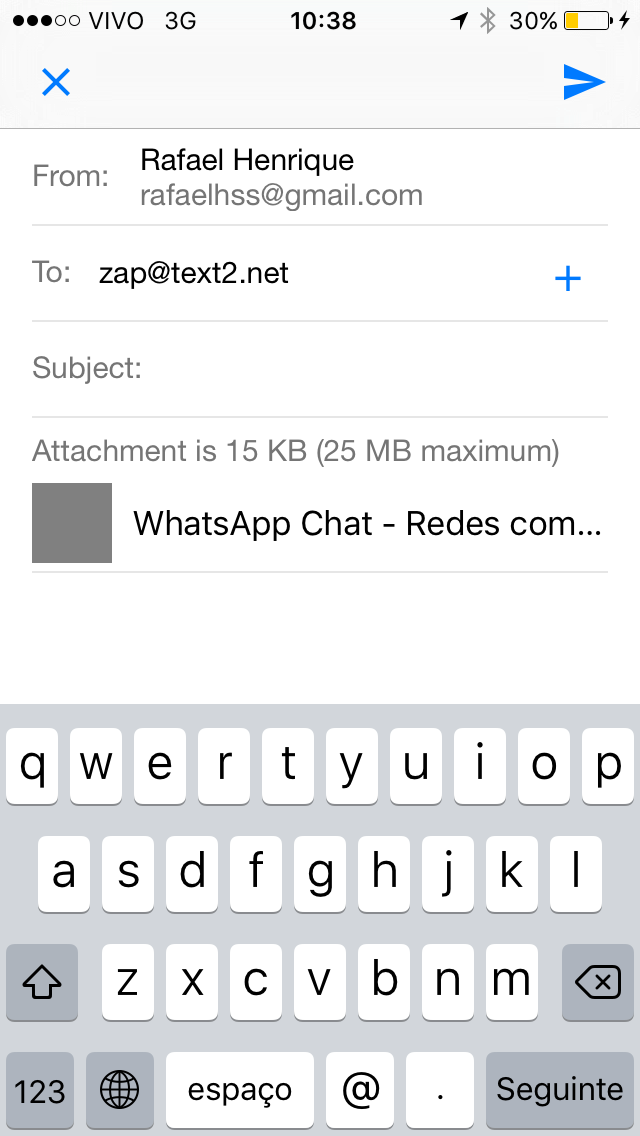 VIVO 3G 10:38 30%
From: Rafael Henrique
rafaelhss@gmail.com
To: zap@text2.net +
Subject:
Attachment is 15 KB (25 MB maximum)
WhatsApp Chat - Redes com...
q w e r t y u i o p
a s d f g h j k l
z x c v b n m
123 espaço @ . Seguinte